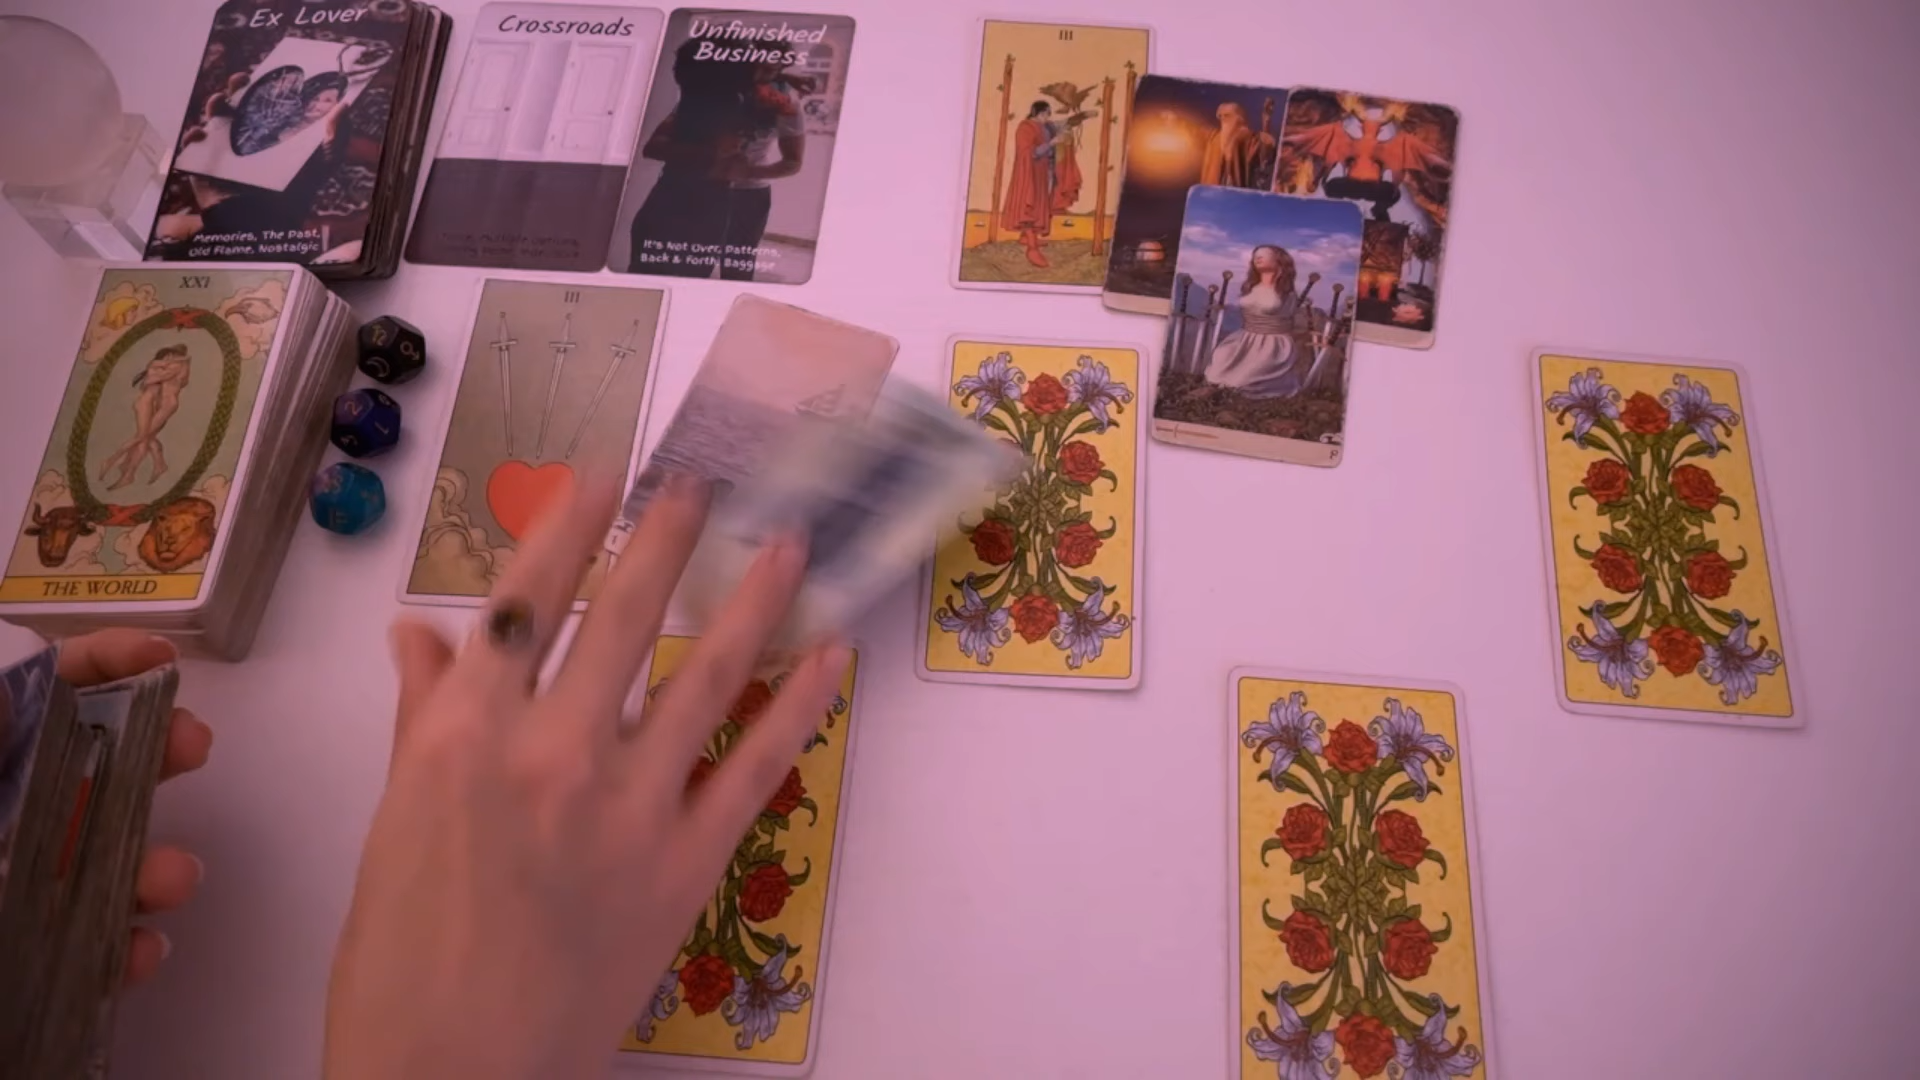 Ex Lover
Memories, The Past,
Old Flame, Nostalgic
Crossroads
Unfinished
Business
It's Not Over, Patterns,
Back & Forth, Baggage
III
XXI
THE WORLD
III
12